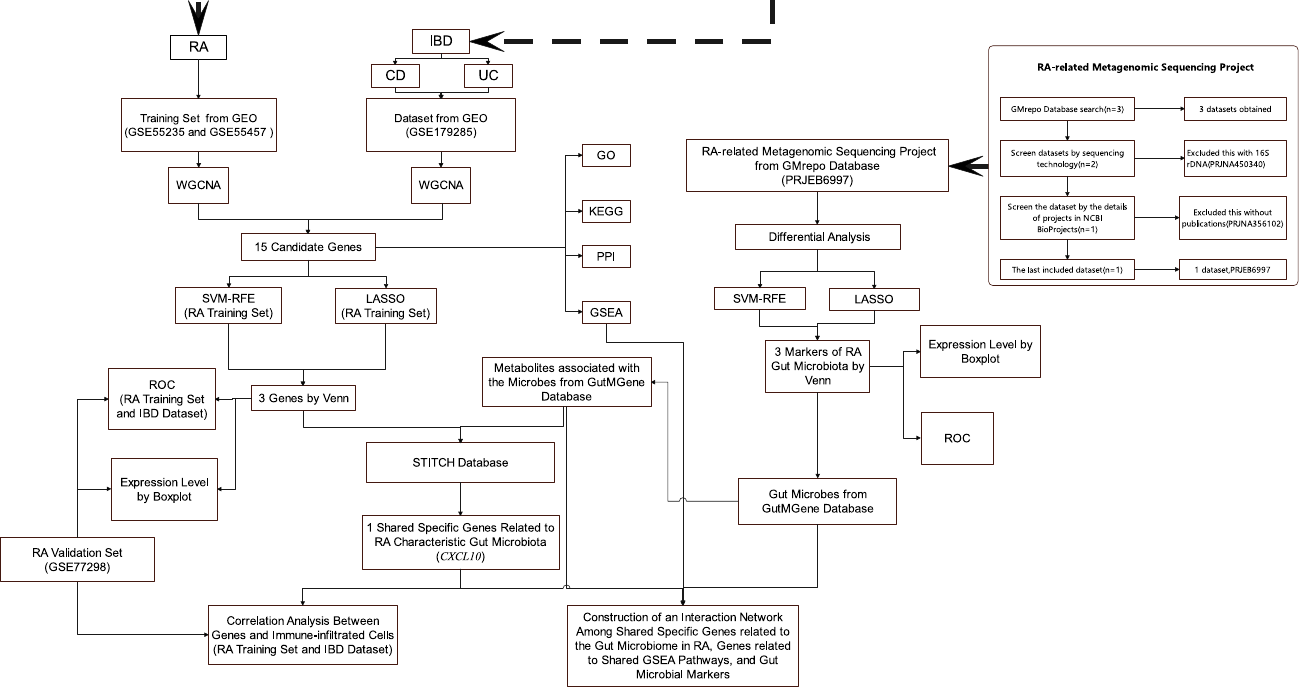 RA
IBD
CD
UC
Training Set from GEO
(GSE55235 and GSE55457 )
Dataset from GEO
(GSE179285)
WGCNA
WGCNA
15 Candidate Genes
GO
KEGG
PPI
GSEA
SVM-RFE
(RA Training Set)
LASSO
(RA Training Set)
ROC
(RA Training Set
and IBD Dataset)
3 Genes by Venn
Expression Level
by Boxplot
RA Validation Set
(GSE77298)
Metabolites associated with
the Microbes from GutMGene
Database
STITCH Database
1 Shared Specific Genes Related to
RA Characteristic Gut Microbiota
(CXCL10)
Correlation Analysis Between
Genes and Immune-infiltrated Cells
(RA Training Set and IBD Dataset)
RA-related Metagenomic Sequencing Project
from GMrepo Database
(PRJEB6997)
Differential Analysis
SVM-RFE
LASSO
3 Markers of RA
Gut Microbiota by
Venn
Expression Level by
Boxplot
ROC
Gut Microbes from
GutMGene Database
Construction of an Interaction Network
Among Shared Specific Genes related to
the Gut Microbiome in RA, Genes related
to Shared GSEA Pathways, and Gut
Microbial Markers
RA-related Metagenomic Sequencing Project
GMrepo Database search(n=3)
3 datasets obtained
Screen datasets by sequencing
technology(n=2)
Excluded this with 16S
rDNA(PRJNA450340)
Screen the dataset by the details
of projects in NCBI
BioProjects(n=1)
Excluded this without
publications(PRJNA356102)
The last included dataset(n=1)
1 dataset,PRJEB6997